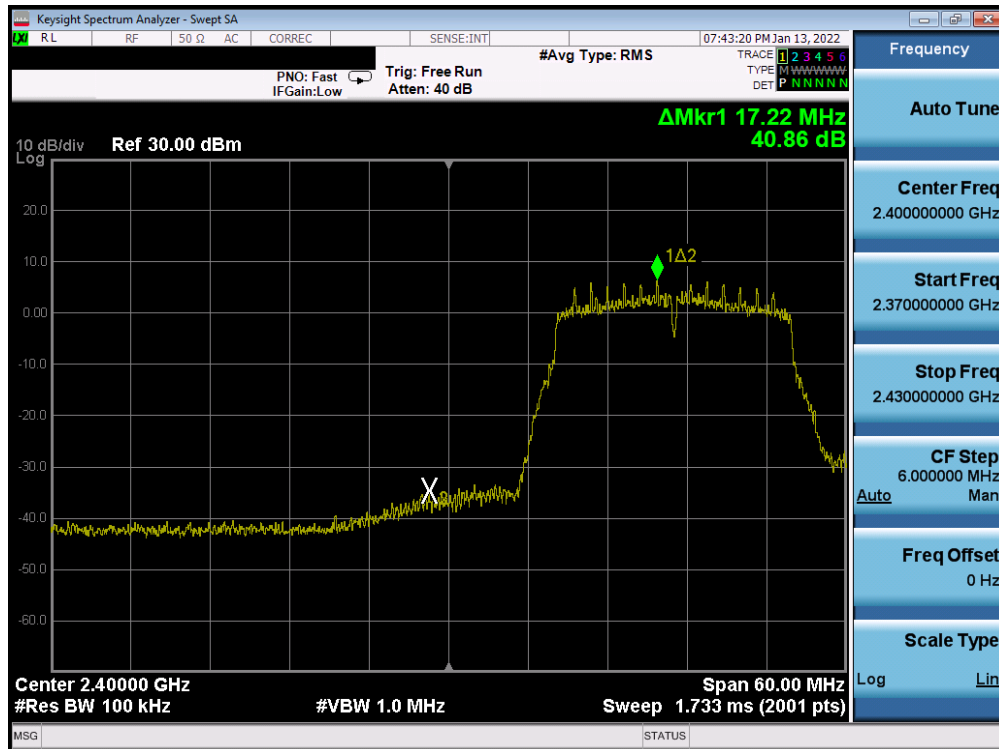 Keysight Spectrum Analyzer - Swept SA
LXI RL RF 50 Ω AC CORREC SENSE:INT 07:43:20 PM Jan 13, 2022
#Avg Type: RMS TRACE 1 2 3 4 5 6
PNO: Fast Trig: Free Run TYPE M W W W W W
IFGain:Low Atten: 40 dB DET P N N N N N
ΔMkr1 17.22 MHz
40.86 dB
10 dB/div Ref 30.00 dBm
Log
20.0
10.0
1Δ2
0.00
-10.0
-20.0
-30.0
X2
-40.0
-50.0
-60.0
Center 2.40000 GHz Span 60.00 MHz
#Res BW 100 kHz #VBW 1.0 MHz Sweep 1.733 ms (2001 pts)
MSG STATUS
Frequency
Auto Tune
Center Freq
2.400000000 GHz
Start Freq
2.370000000 GHz
Stop Freq
2.430000000 GHz
CF Step
6.000000 MHz
Auto Man
Freq Offset
0 Hz
Scale Type
Log Lin